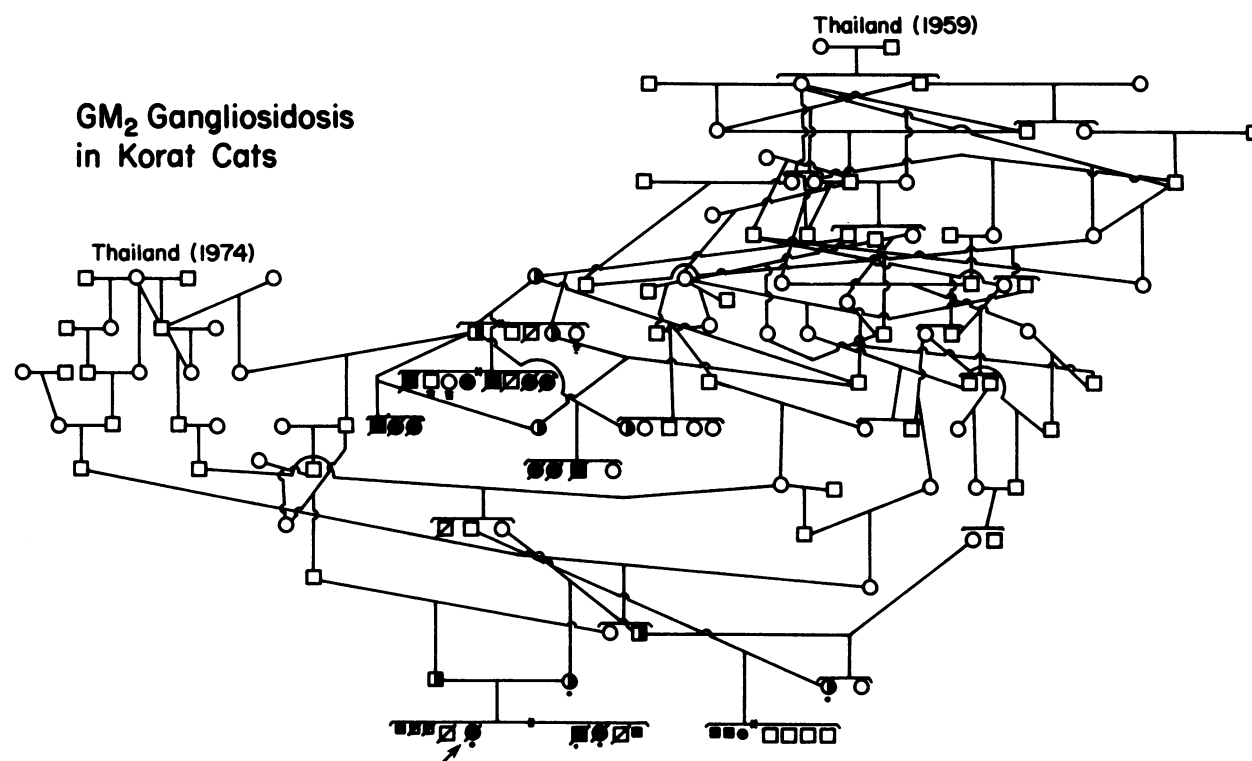 Thailand (1959)
GM₂ Gangliosidosis
in Korat Cats
Thailand (1974)